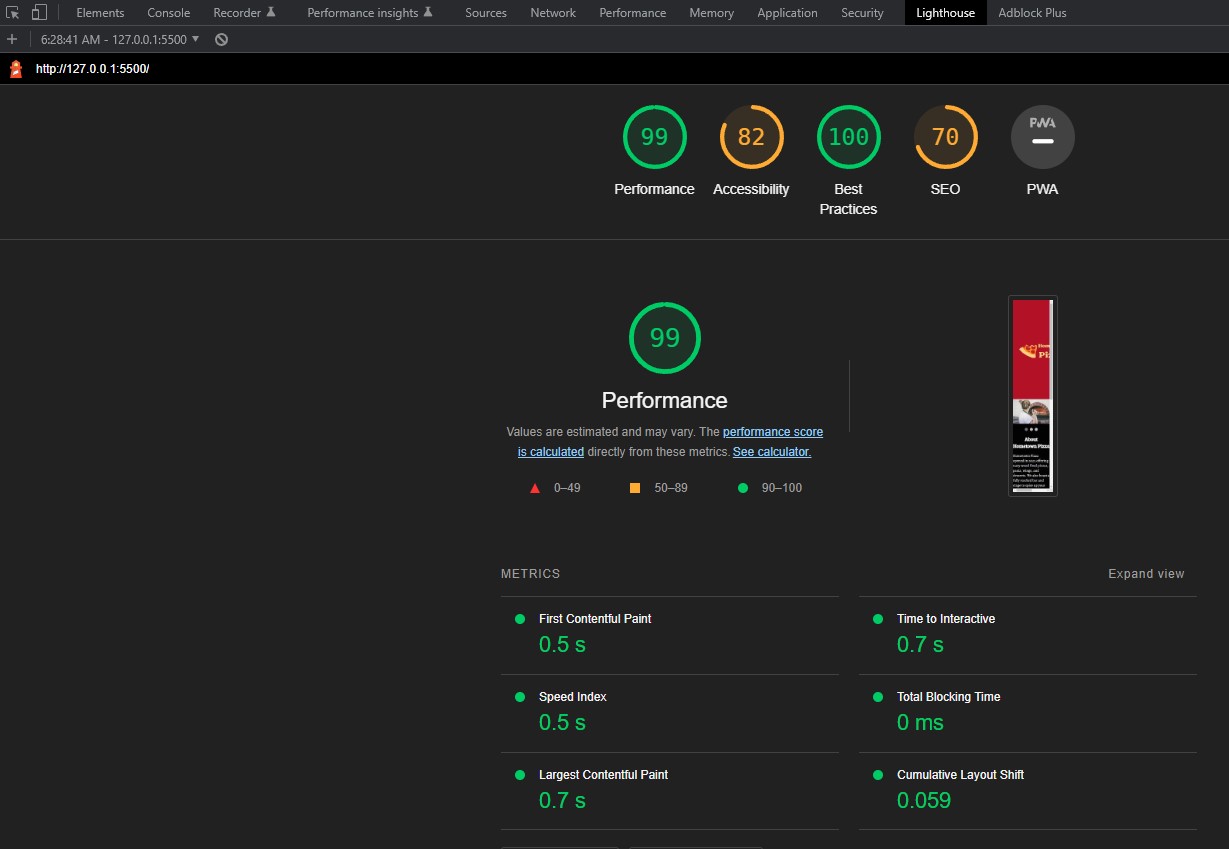 Elements Console Recorder Performance insights Sources Network Performance Memory Application Security Lighthouse Adblock Plus
6:28:41 AM - 127.0.0.1:5500
http://127.0.0.1:5500/
99 82 100 70 PWA
Performance Accessibility Best Practices SEO PWA
99
Performance
Values are estimated and may vary. The performance score
is calculated directly from these metrics. See calculator.
0–49 50–89 90–100
About
Hometown Pizza
METRICS Expand view
First Contentful Paint Time to Interactive
0.5 s 0.7 s
Speed Index Total Blocking Time
0.5 s 0 ms
Largest Contentful Paint Cumulative Layout Shift
0.7 s 0.059